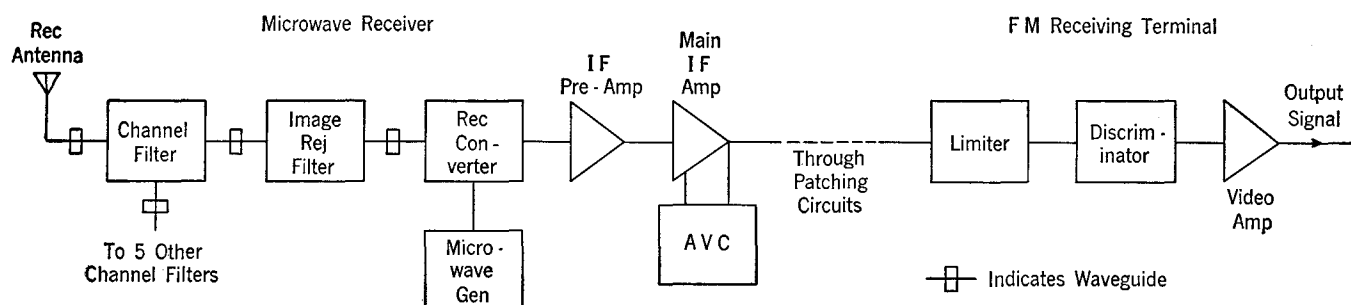 Microwave Receiver
FM Receiving Terminal
Rec
Antenna
Channel
Filter
To 5 Other
Channel Filters
Image
Rej
Filter
Rec
Con-
verter
Micro-
wave
Gen
IF
Pre-Amp
Main
IF
Amp
AVC
Through
Patching
Circuits
Limiter
Discrim-
inator
Video
Amp
Output
Signal
Indicates Waveguide